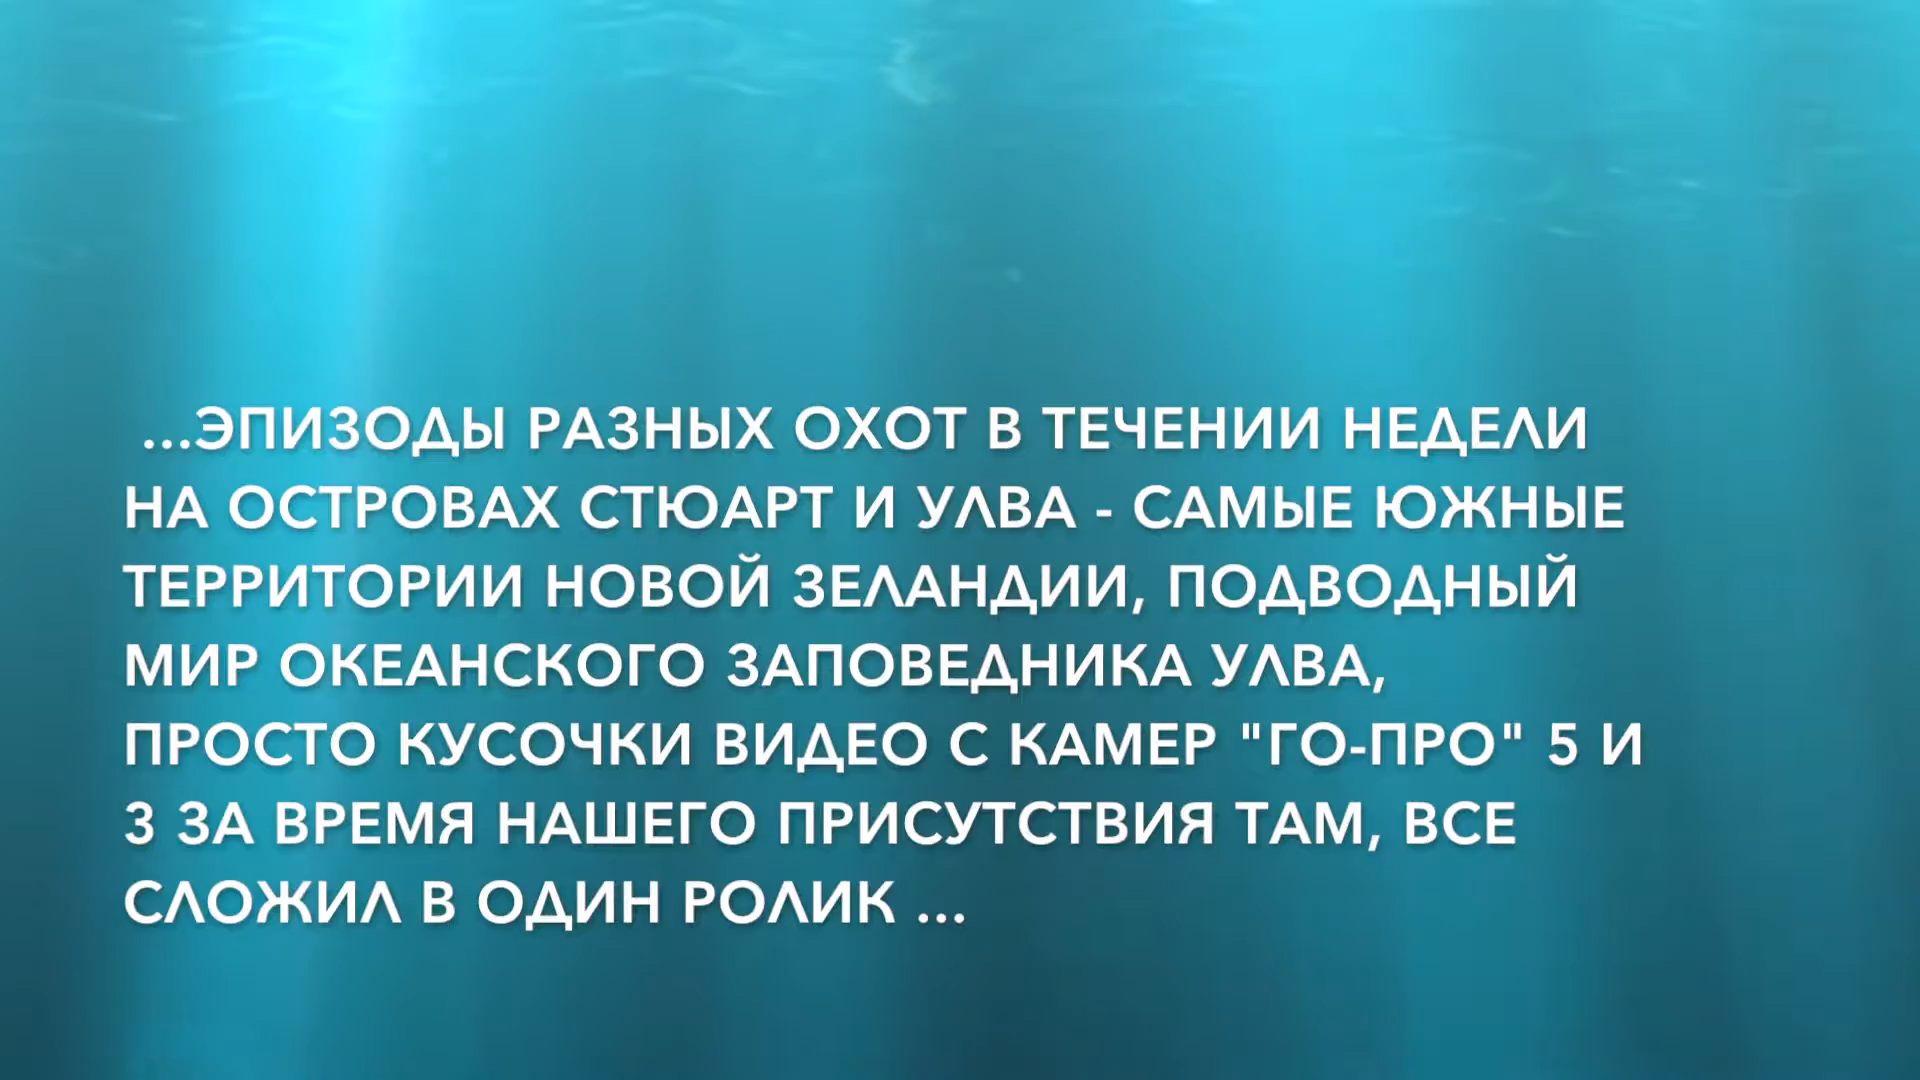 ...ЭПИЗОДЫ РАЗНЫХ ОХОТ В ТЕЧЕНИИ НЕДЕЛИ
НА ОСТРОВАХ СТЮАРТ И УЛВА - САМЫЕ ЮЖНЫЕ
ТЕРРИТОРИИ НОВОЙ ЗЕЛАНДИИ, ПОДВОДНЫЙ
МИР ОКЕАНСКОГО ЗАПОВЕДНИКА УЛВА,
ПРОСТО КУСОЧКИ ВИДЕО С КАМЕР "ГО-ПРО" 5 И
3 ЗА ВРЕМЯ НАШЕГО ПРИСУТСТВИЯ ТАМ, ВСЕ
СЛОЖИЛ В ОДИН РОЛИК ...